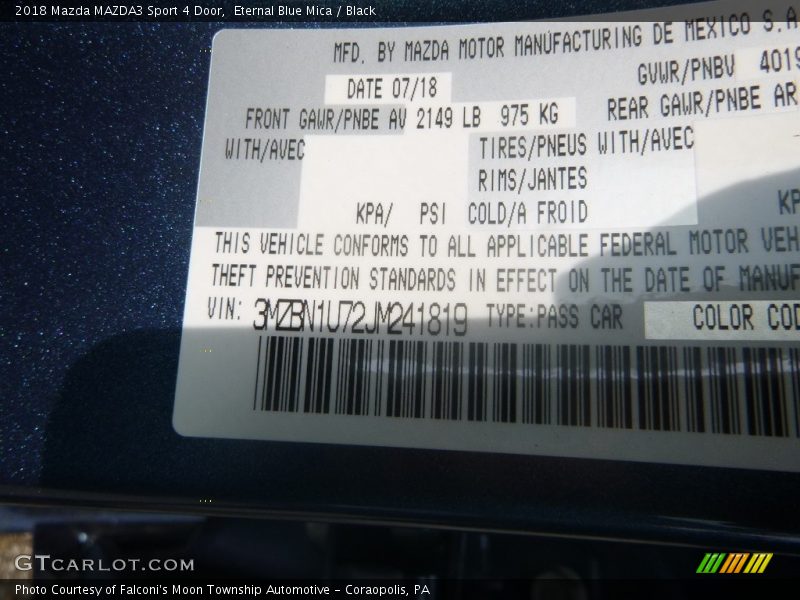 2018 Mazda MAZDA3 Sport 4 Door, Eternal Blue Mica / Black
MFD. BY MAZDA MOTOR MANUFACTURING DE MEXICO S.A
DATE 07/18 GVWR/PNBV 4019
FRONT GAWR/PNBE AV 2149 LB 975 KG REAR GAWR/PNBE AR
WITH/AVEC TIRES/PNEUS WITH/AVEC
RIMS/JANTES
KPA/ PSI COLD/A FROID KP
THIS VEHICLE CONFORMS TO ALL APPLICABLE FEDERAL MOTOR VEH
THEFT PREVENTION STANDARDS IN EFFECT ON THE DATE OF MANUF
VIN: 3MZBN1U72JM241819 TYPE:PASS CAR COLOR COD
GTCARLOT.COM
Photo Courtesy of Falconi's Moon Township Automotive - Coraopolis, PA